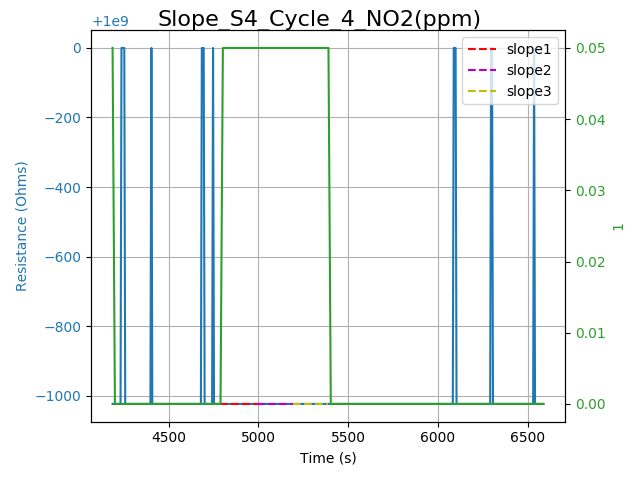 Slope_S4_Cycle_4_NO2(ppm)
+1e9
slope1
slope2
slope3
0
−200
−400
−600
−800
−1000
Resistance (Ohms)
0.05
0.04
0.03
0.02
0.01
0.00
1
4500 5000 5500 6000 6500
Time (s)